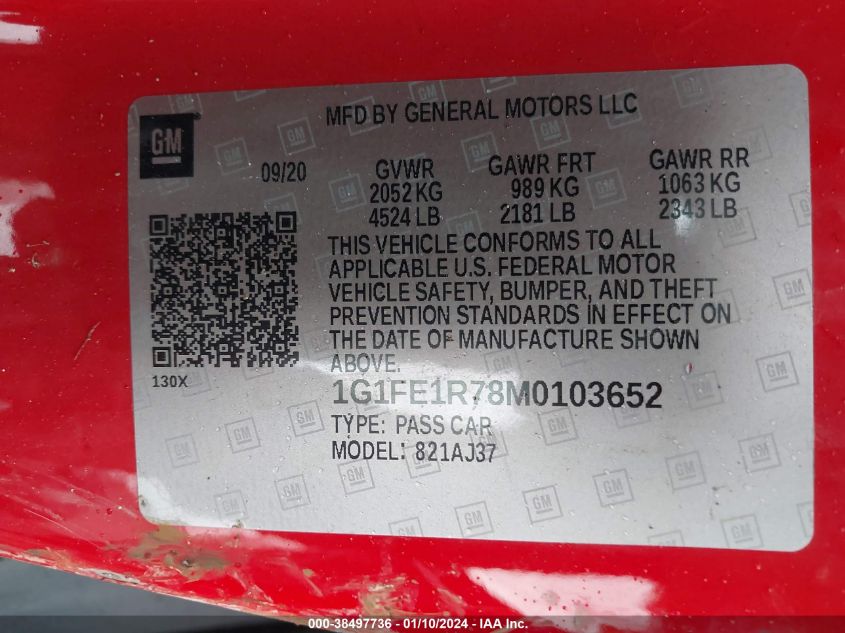 MFD BY GENERAL MOTORS LLC
GM
09/20
GVWR
2052 KG
4524 LB
GAWR FRT
989 KG
2181 LB
GAWR RR
1063 KG
2343 LB
THIS VEHICLE CONFORMS TO ALL
APPLICABLE U.S. FEDERAL MOTOR
VEHICLE SAFETY, BUMPER, AND THEFT
PREVENTION STANDARDS IN EFFECT ON
THE DATE OF MANUFACTURE SHOWN
ABOVE.
130X
1G1FE1R78M0103652
TYPE: PASS CAR
MODEL: 821AJ37
000-38497736 - 01/10/2024 - IAA Inc.